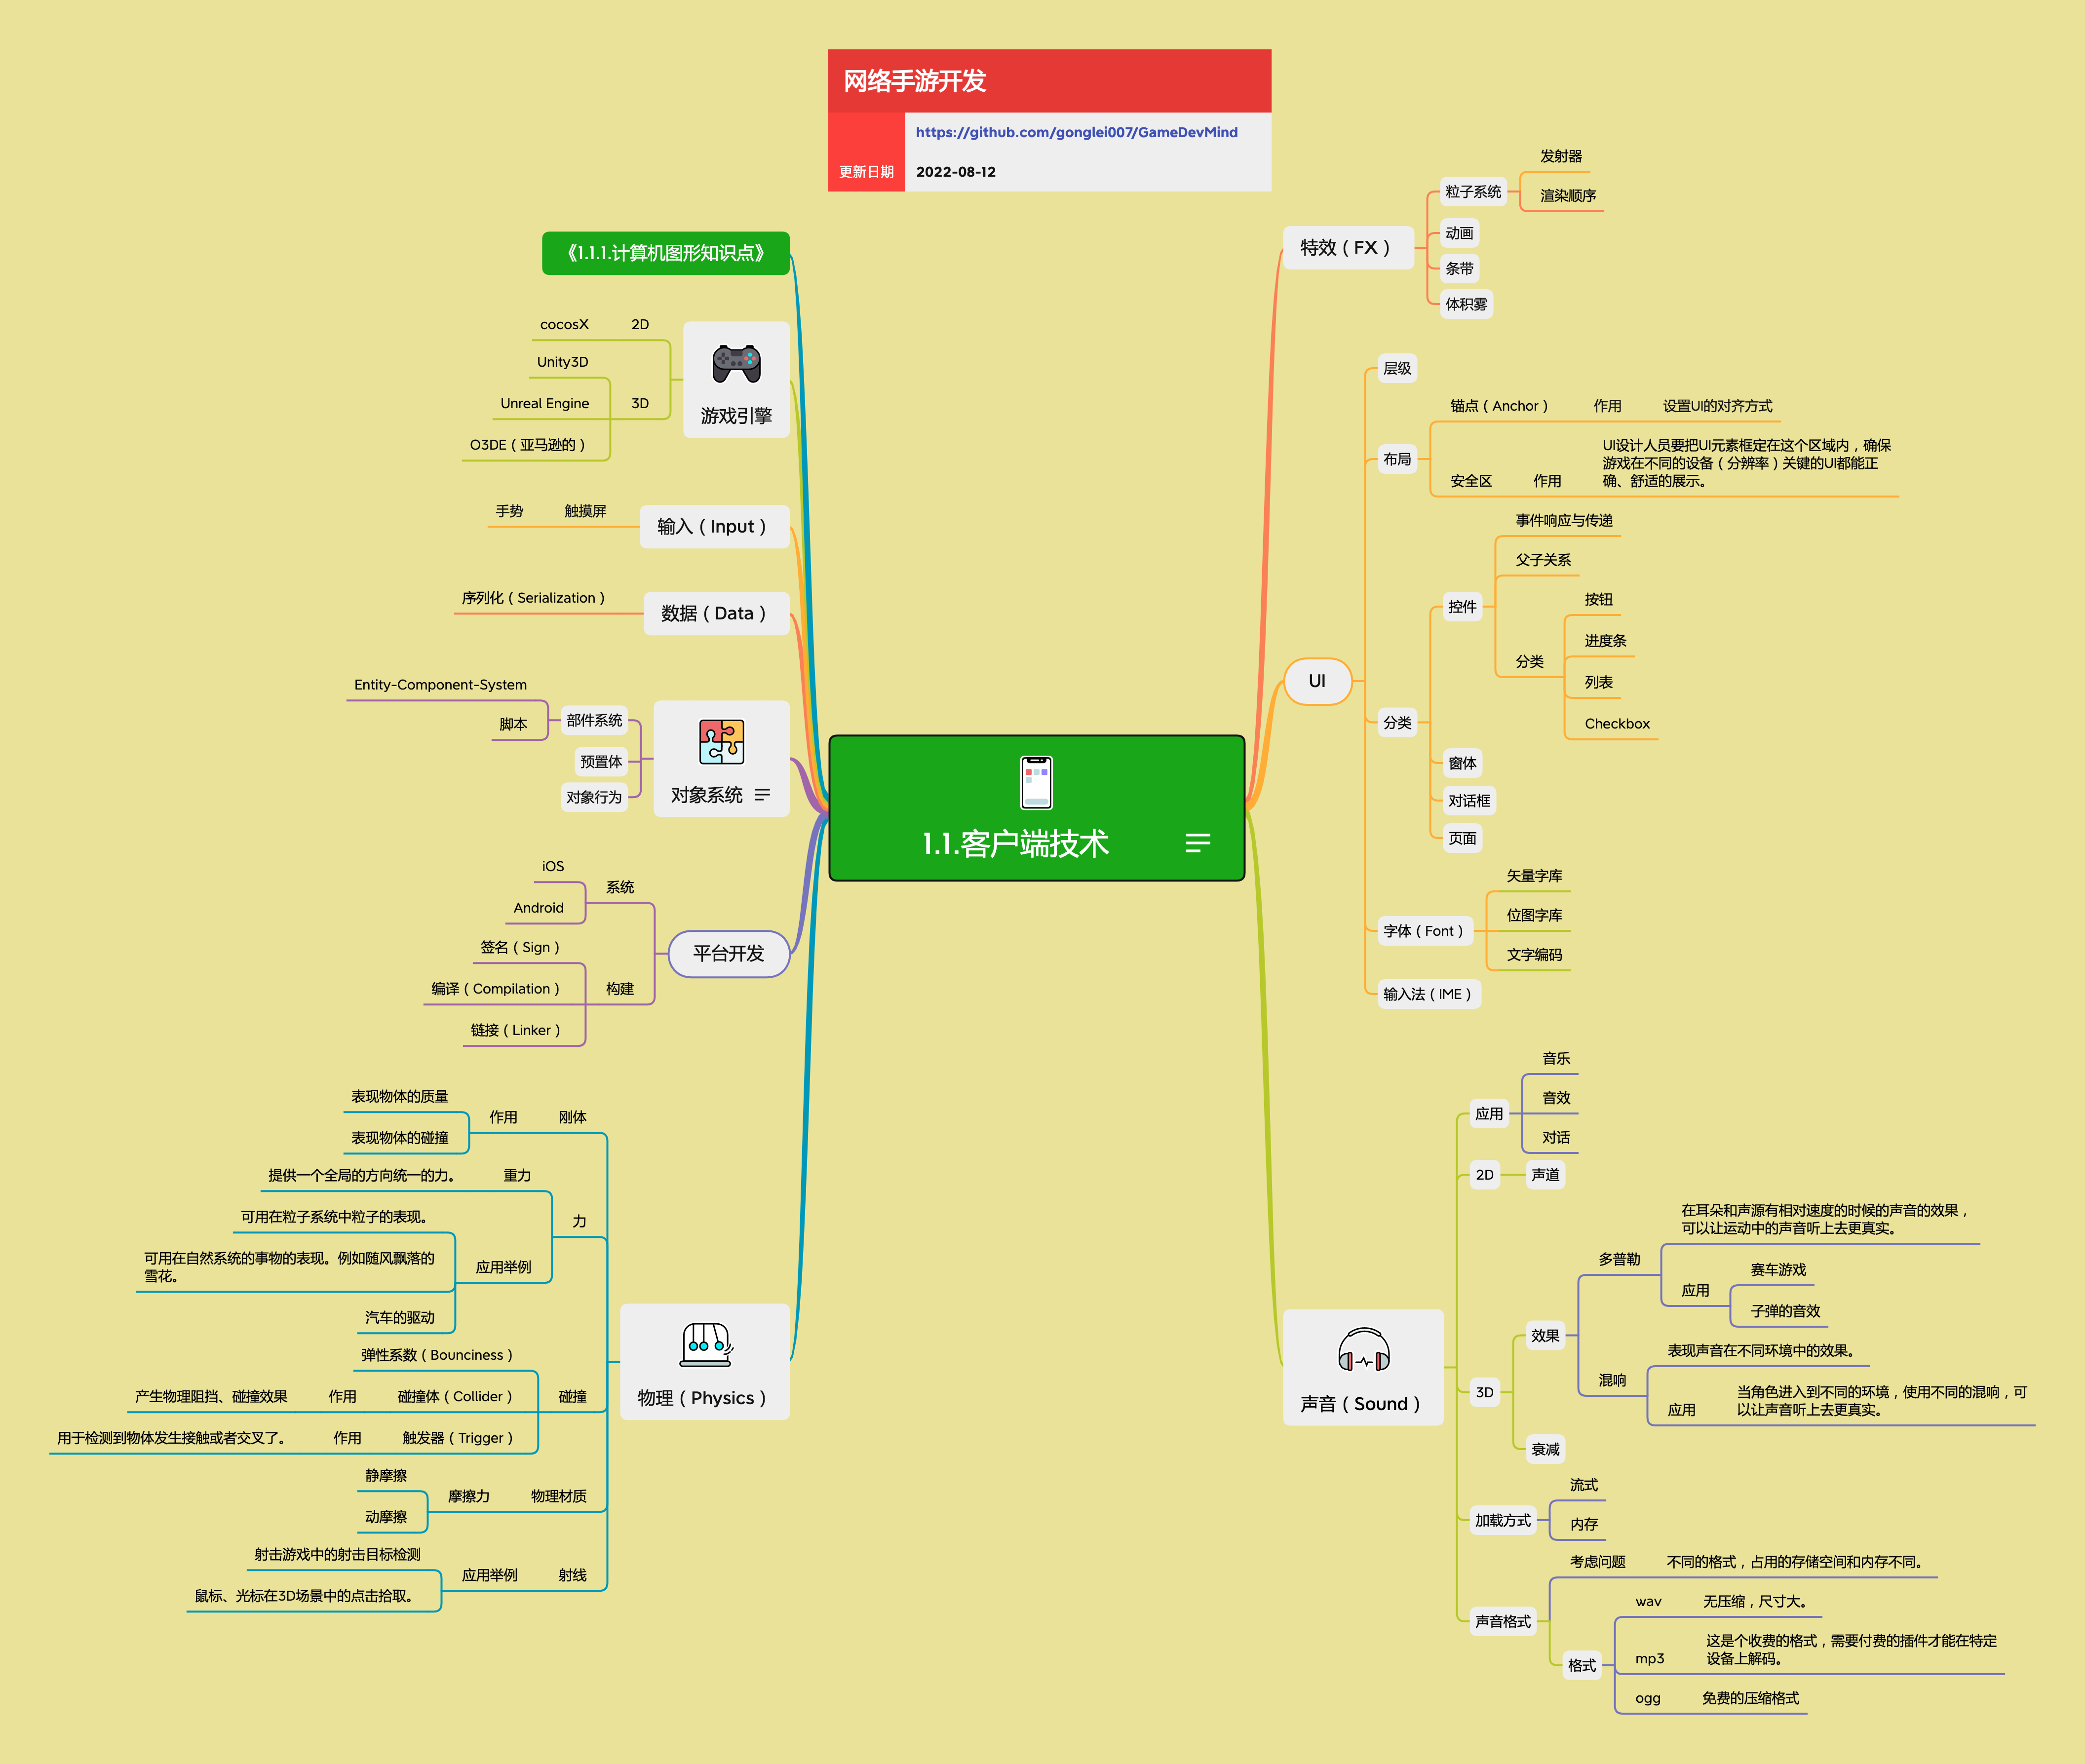 网络手游开发
https://github.com/gonglei007/GameDevMind
更新日期
2022-08-12
1.1.客户端技术
《1.1.1.计算机图形知识点》
游戏引擎
2D
cocosX
3D
Unity3D
Unreal Engine
O3DE（亚马逊的）
输入（Input）
触摸屏
手势
数据（Data）
序列化（Serialization）
对象系统
部件系统
Entity-Component-System
脚本
预置体
对象行为
平台开发
系统
iOS
Android
构建
签名（Sign）
编译（Compilation）
链接（Linker）
物理（Physics）
刚体
作用
表现物体的质量
表现物体的碰撞
力
重力
提供一个全局的方向统一的力。
应用举例
可用在粒子系统中粒子的表现。
可用在自然系统的事物的表现。例如随风飘落的
雪花。
汽车的驱动
碰撞
弹性系数（Bounciness）
碰撞体（Collider）
作用
产生物理阻挡、碰撞效果
触发器（Trigger）
作用
用于检测到物体发生接触或者交叉了。
物理材质
摩擦力
静摩擦
动摩擦
射线
应用举例
射击游戏中的射击目标检测
鼠标、光标在3D场景中的点击拾取。
特效（FX）
粒子系统
发射器
渲染顺序
动画
条带
体积雾
UI
层级
布局
锚点（Anchor）
作用
设置UI的对齐方式
安全区
作用
UI设计人员要把UI元素框定在这个区域内，确保
游戏在不同的设备（分辨率）关键的UI都能正
确、舒适的展示。
分类
控件
事件响应与传递
父子关系
分类
按钮
进度条
列表
Checkbox
窗体
对话框
页面
字体（Font）
矢量字库
位图字库
文字编码
输入法（IME）
声音（Sound）
应用
音乐
音效
对话
2D
声道
3D
效果
多普勒
在耳朵和声源有相对速度的时候的声音的效果，
可以让运动中的声音听上去更真实。
应用
赛车游戏
子弹的音效
混响
表现声音在不同环境中的效果。
应用
当角色进入到不同的环境，使用不同的混响，可
以让声音听上去更真实。
衰减
加载方式
流式
内存
声音格式
考虑问题
不同的格式，占用的存储空间和内存不同。
格式
wav
无压缩，尺寸大。
mp3
这是个收费的格式，需要付费的插件才能在特定
设备上解码。
ogg
免费的压缩格式